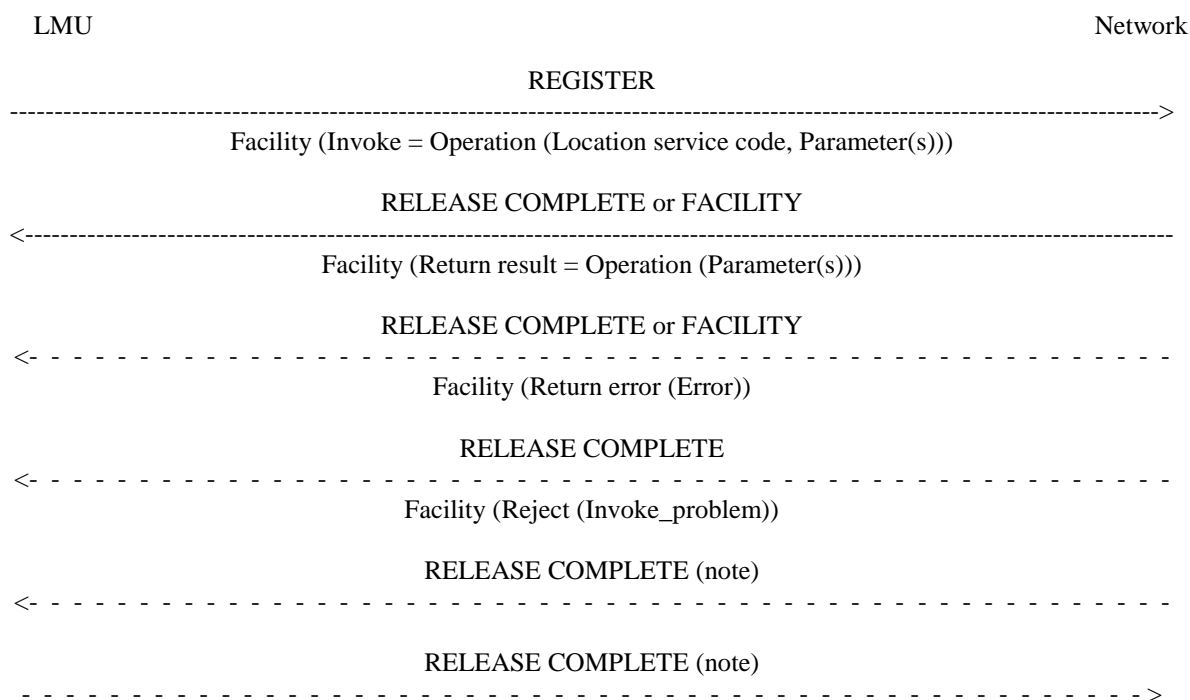 LMU Network
REGISTER
Facility (Invoke = Operation (Location service code, Parameter(s)))
RELEASE COMPLETE or FACILITY
Facility (Return result = Operation (Parameter(s)))
RELEASE COMPLETE or FACILITY
Facility (Return error (Error))
RELEASE COMPLETE
Facility (Reject (Invoke_problem))
RELEASE COMPLETE (note)
RELEASE COMPLETE (note)